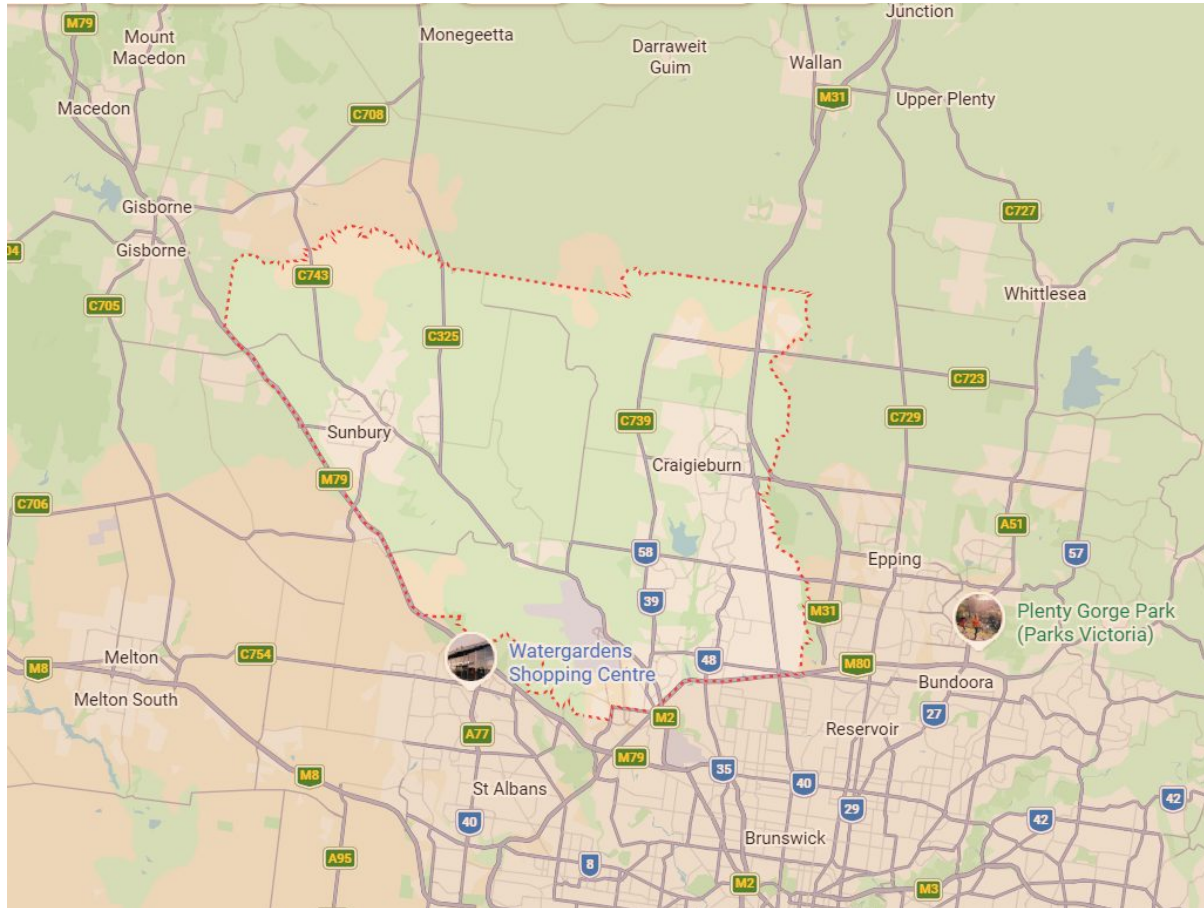 Junction
M79
Mount
Macedon
Monegeetta
Darraweit
Guim
Wallan
M31
Upper Plenty
Macedon
C708
Gisborne
C727
Gisborne
04
C743
C705
Whittlesea
C325
C723
C739
C729
Sunbury
Craigieburn
M79
C706
A51
58
Epping
57
39
M31
Plenty Gorge Park
(Parks Victoria)
Watergardens
Shopping Centre
Melton
C754
48
M80
M8
Bundoora
Melton South
27
M2
A77
Reservoir
M79
35
M8
St Albans
40
29
42
40
42
Brunswick
A95
8
M2
M3